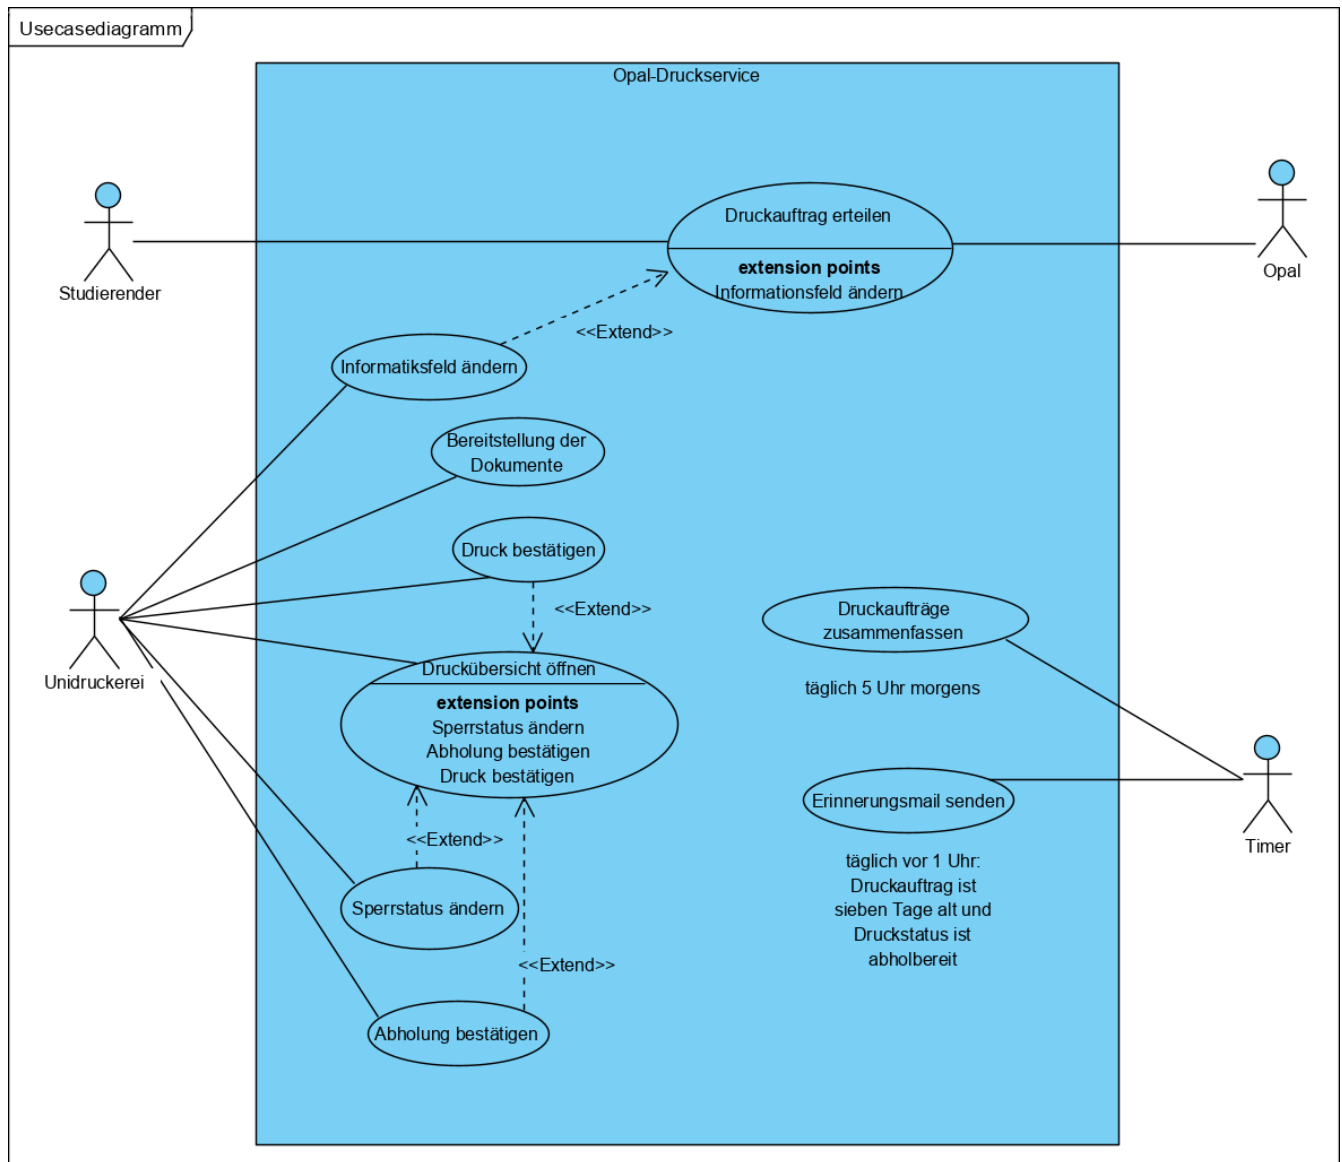 Usecasediagramm
Opal-Druckservice
Druckauftrag erteilen
extension points
Informationsfeld ändern
Studierender
Opal
<<Extend>>
Informatiksfeld ändern
Bereitstellung der
Dokumente
Druck bestätigen
<<Extend>>
Druckaufträge
zusammenfassen
Unidruckerei
Druckübersicht öffnen
extension points
Sperrstatus ändern
Abholung bestätigen
Druck bestätigen
täglich 5 Uhr morgens
Erinnerungsmail senden
Timer
<<Extend>>
täglich vor 1 Uhr:
Druckauftrag ist
sieben Tage alt und
Druckstatus ist
abholbereit
Sperrstatus ändern
<<Extend>>
Abholung bestätigen